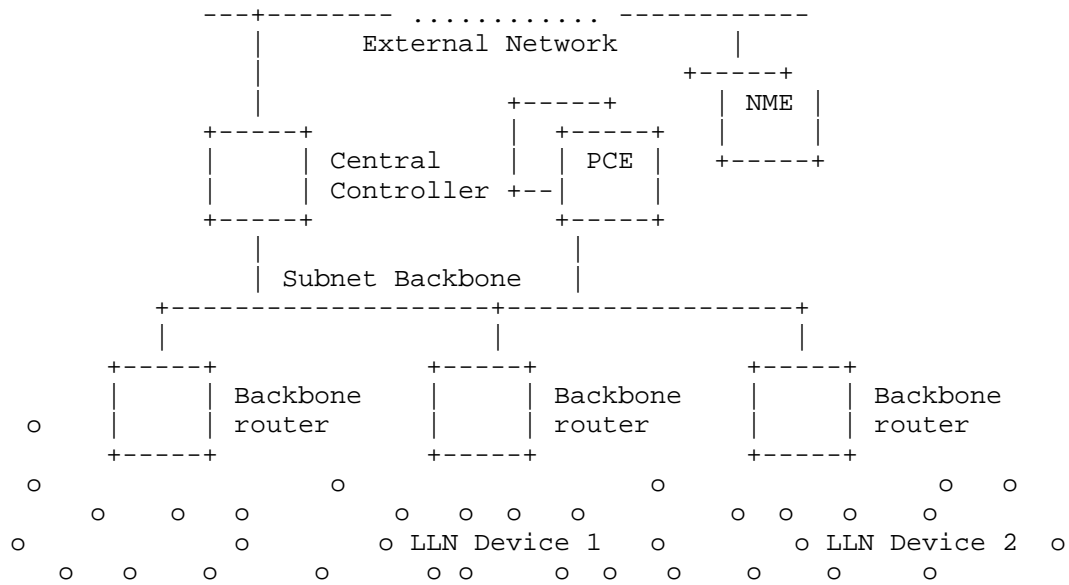 External Network
NME
Central PCE
Controller
Subnet Backbone
Backbone Backbone Backbone
router router router
LLN Device 1 LLN Device 2